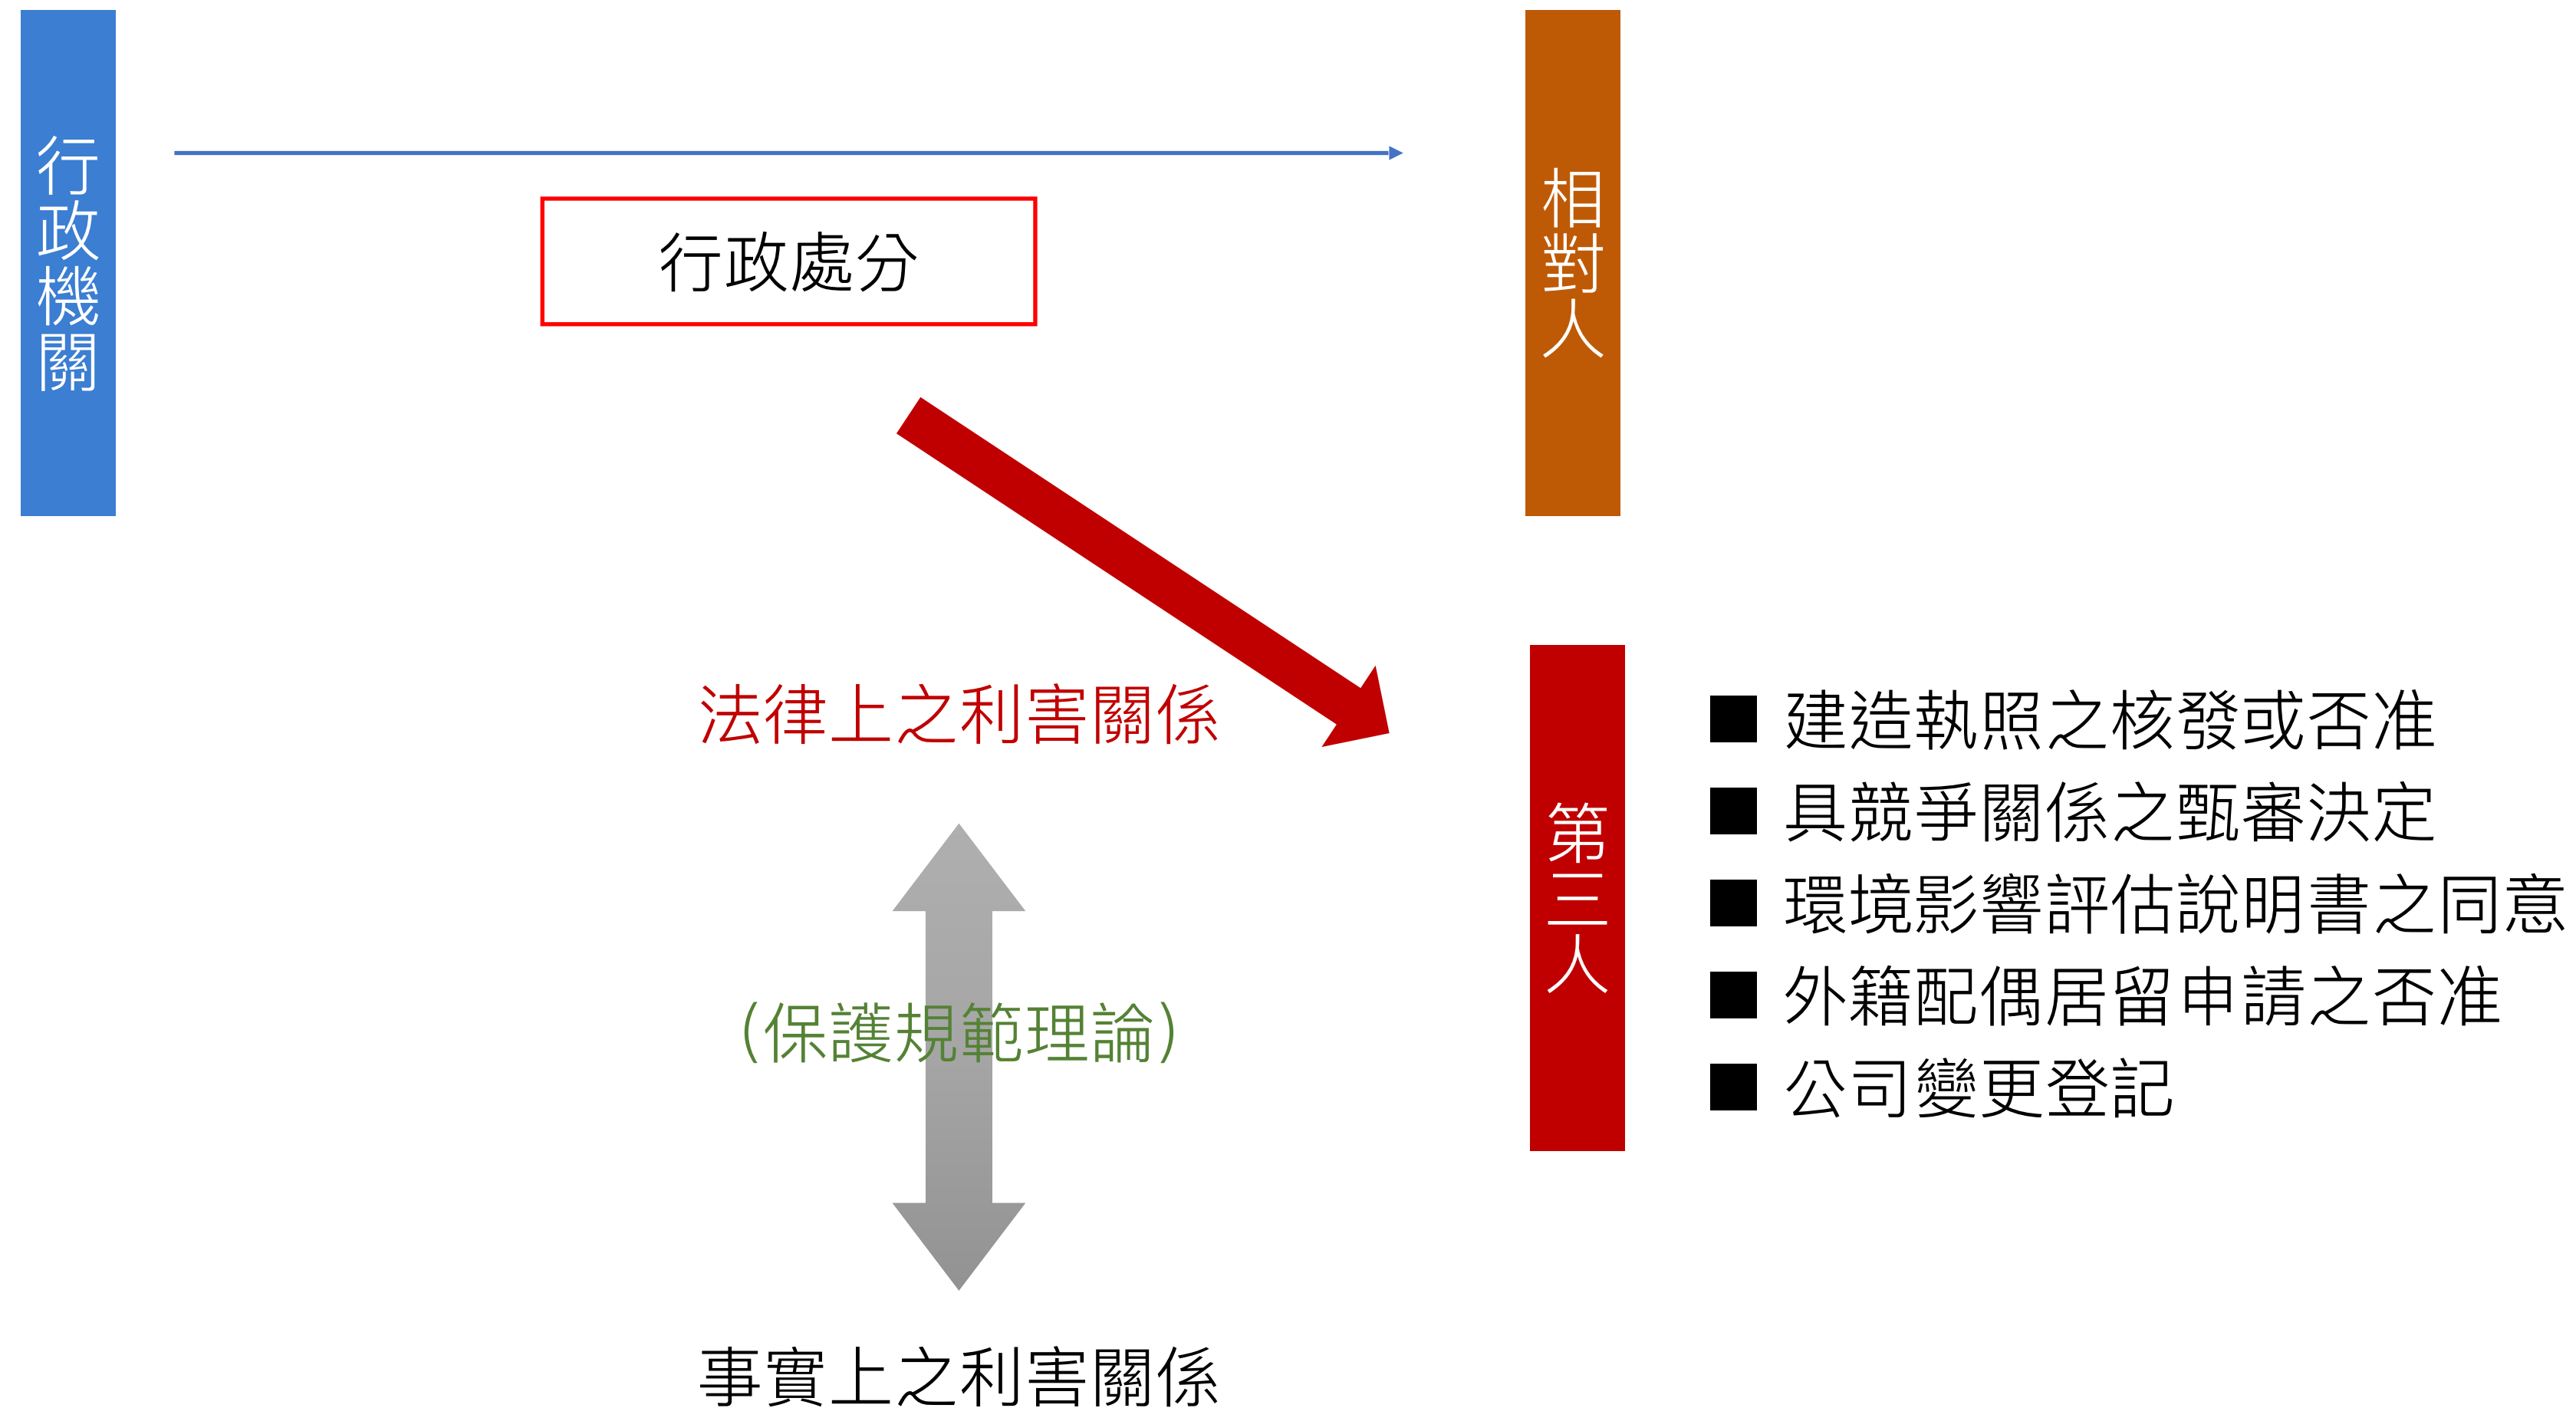 行政機關
行政處分
相對人
法律上之利害關係
(保護規範理論)
事實上之利害關係
第三人
■ 建造執照之核發或否准
■ 具競爭關係之甄審決定
■ 環境影響評估說明書之同意
■ 外籍配偶居留申請之否准
■ 公司變更登記